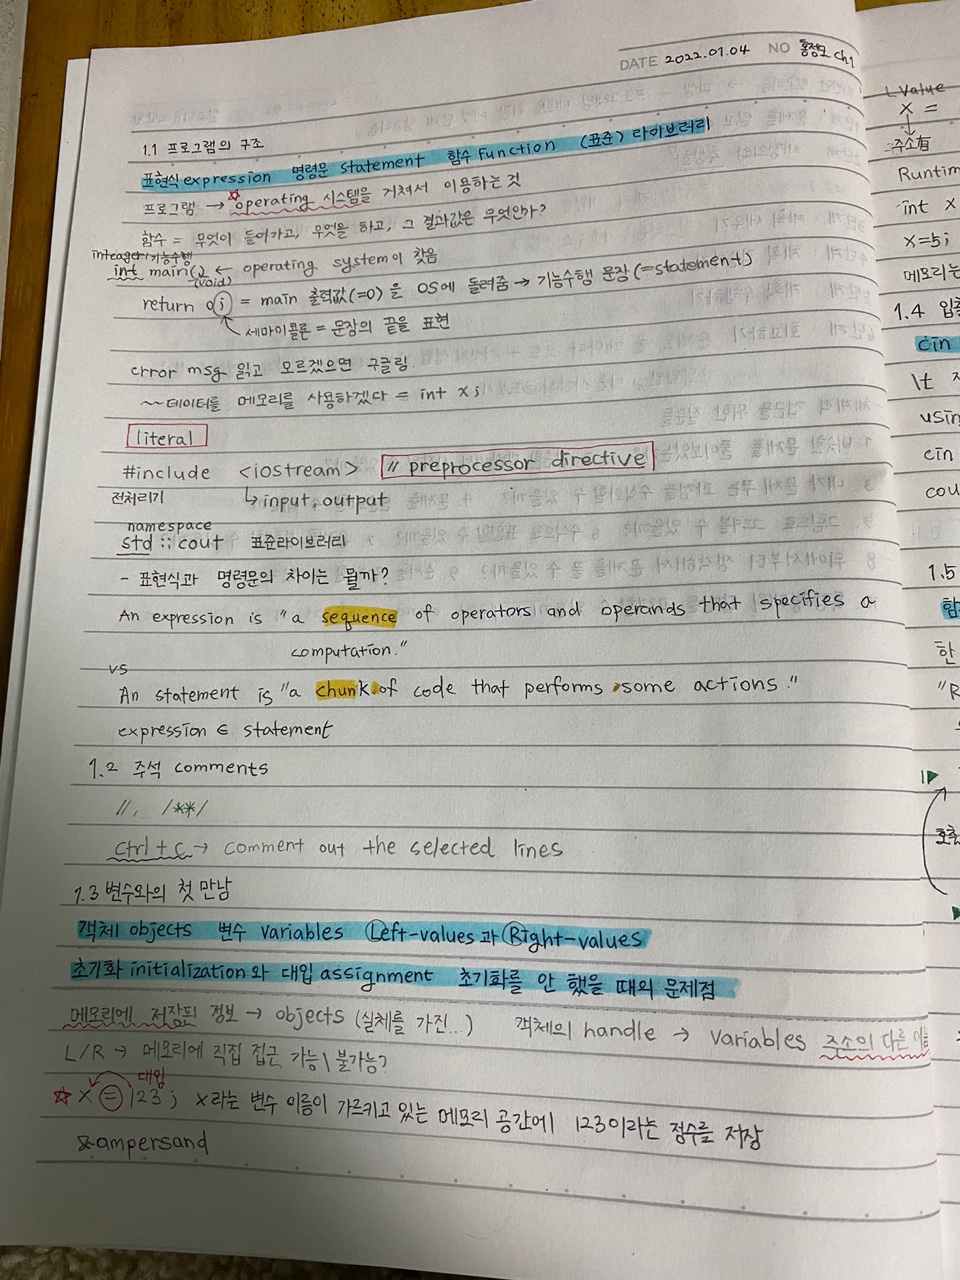 DATE 2022.01.04 NO 홍정모 ch1
1.1 프로그램의 구조
표현식 expression 명령문 statement 함수 Function (표준) 라이브러리
프로그램 → operating 시스템을 거쳐서 이용하는 것
함수 = 무엇이 들어가고, 무엇을 하고, 그 결과값은 무엇인가?
inteager:기능수행
int main() ← operating system이 찾음
(void)
return 0(;) = main 출력값(=0)을 OS에 돌려줌 → 기능수행 문장(=statement)
세마이콜론 = 문장의 끝을 표현
error msg 읽고 모르겠으면 구글링.
~~데이터를 메모리를 사용하겠다 = int x;
literal
#include <iostream> // preprocessor directive
전처리기 ↳ input, output
namespace
std :: cout 표준라이브러리
- 표현식과 명령문의 차이는 뭘까?
An expression is "a sequence of operators and operands that specifies a
computation."
vs
An statement is "a chunk of code that performs some actions."
expression ∈ statement
1.2 주석 comments
//, /**/
ctrl + c → comment out the selected lines
1.3 변수와의 첫 만남
객체 objects 변수 variables Left-values과 Right-values
초기화 initialization와 대입 assignment 초기화를 안 했을 때의 문제점
메모리에 저장된 정보 → objects (실체를 가진...) 객체의 handle → variables 주소의 다른 이름
L/R → 메모리에 직접 접근 가능\불가능?
대입
☆ x = 123; x라는 변수 이름이 가르키고 있는 메모리 공간에 123이라는 정수를 저장
&ampersand
L Value
x =
주소有
Runtim
int x
x=5;
메모리는
1.4 입출
cin
\t
usin
cin
cou
1.5
함
한
"R
호출